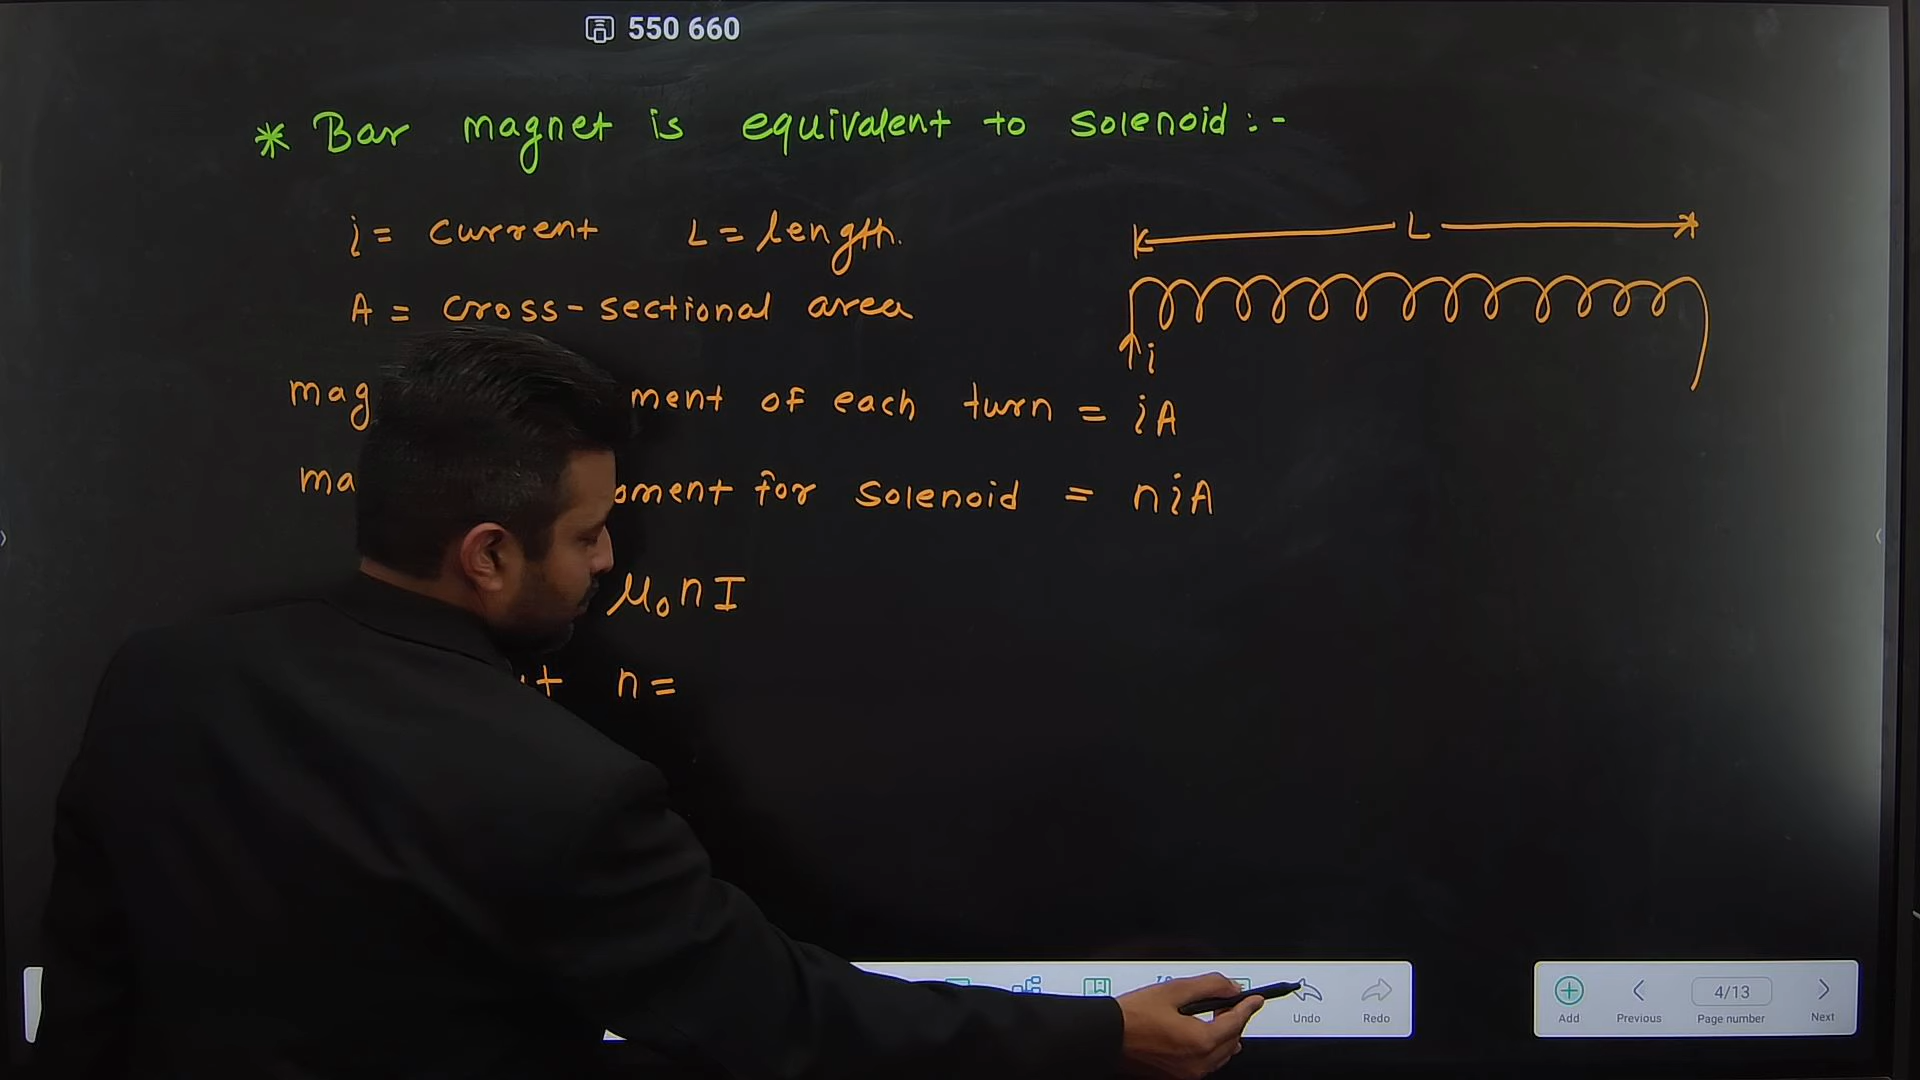 550 660
* Bar magnet is equivalent to solenoid:-
i = current L = length.
L
A = cross-sectional area
i
mag ment of each turn = iA
ma oment for solenoid = niA
μ₀nI
n =
Undo Redo
4/13
Add Previous Page number Next